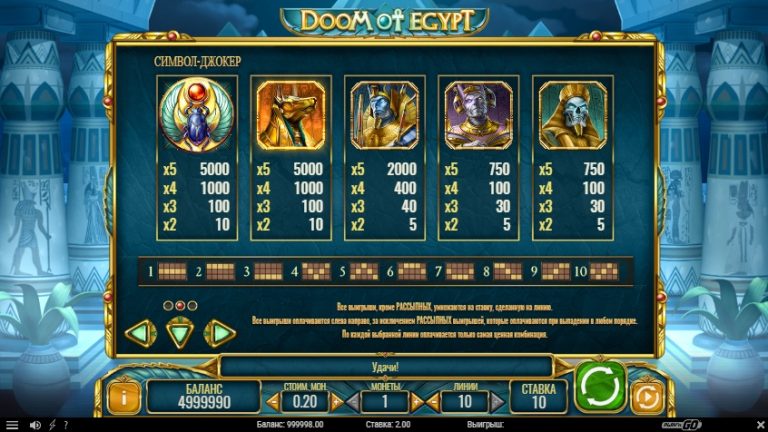 DOOM OF EGYPT
СИМВОЛ-ДЖОКЕР
x5 5000 x5 5000 x5 2000 x5 750 x5 750
x4 1000 x4 1000 x4 400 x4 100 x4 100
x3 100 x3 100 x3 40 x3 30 x3 30
x2 10 x2 10 x2 5 x2 5 x2 5
1 2 3 4 5 6 7 8 9 10
Все выигрыши, кроме РАССЫПНЫХ, умножаются на ставку, сделанную на линию.
Все выигрыши оплачиваются слева направо, за исключением РАССЫПНЫХ выигрышей, которые оплачиваются при выпадении в любом порядке.
По каждой выбранной линии оплачивается только самая ценная комбинация.
Удачи!
БАЛАНС СТОИМ. МОН. МОНЕТЫ ЛИНИИ СТАВКА
i 4999990 0.20 + - 1 + - 10 10
? Баланс: 999998.00 Ставка: 2.00 Выигрыш: PLAY'N GO